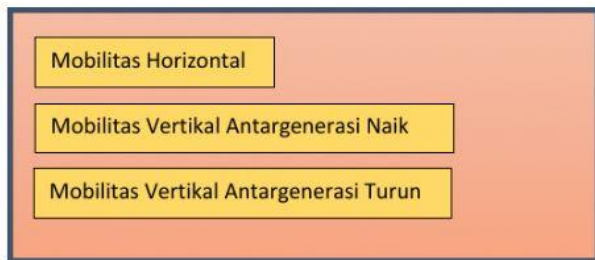 Mobilitas Horizontal
Mobilitas Vertikal Antargenerasi Naik
Mobilitas Vertikal Antargenerasi Turun